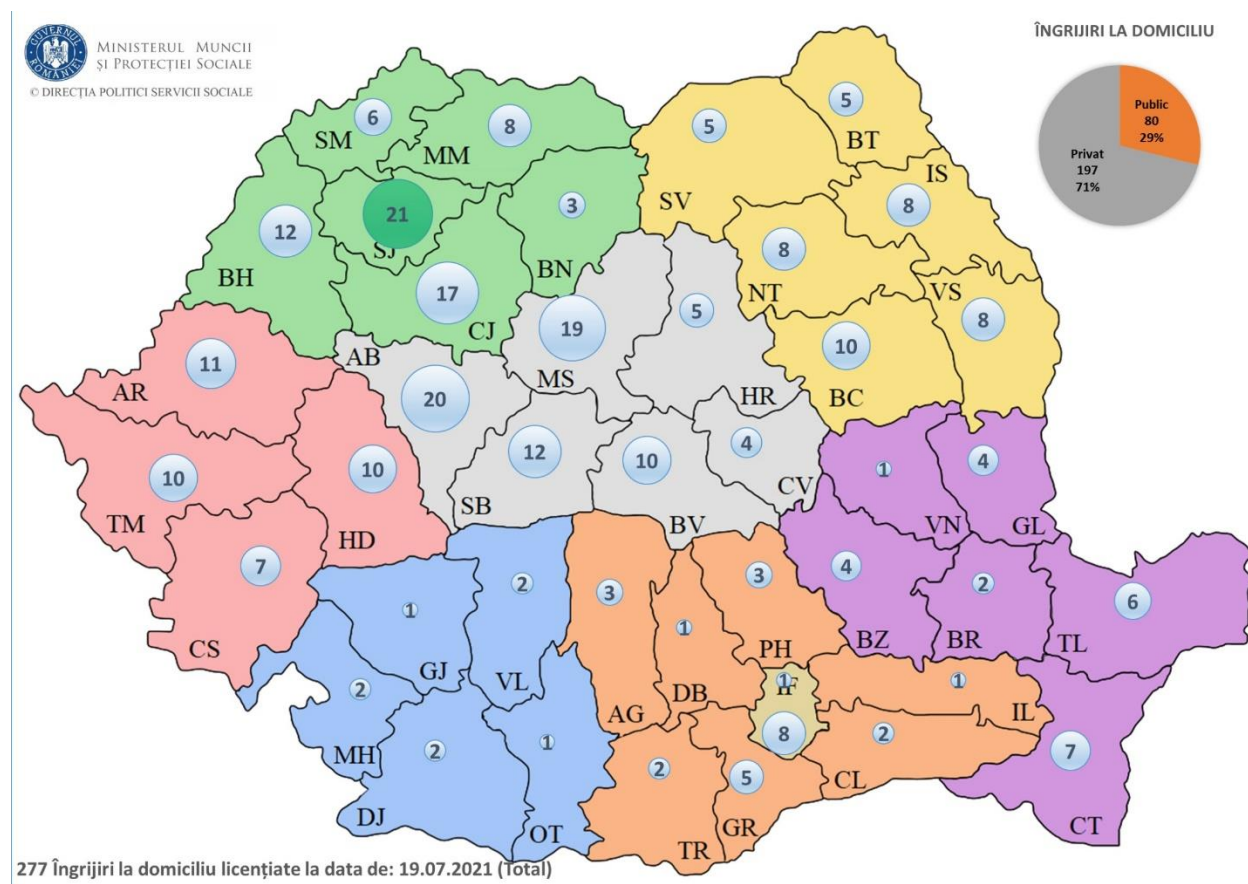 GUVERNUL ROMÂNIEI
MINISTERUL MUNCII
ȘI PROTECȚIEI SOCIALE
© DIRECȚIA POLITICI SERVICII SOCIALE
ÎNGRIJIRI LA DOMICILIU
Public
80
29%
Privat
197
71%
6
SM
8
MM
5
SV
5
BT
IS
8
12
BH
21
SJ
3
BN
8
NT
VS
8
17
CJ
19
MS
5
HR
10
BC
11
AR
AB
20
12
SB
10
BV
4
CV
1
VN
4
GL
10
TM
10
HD
7
CS
1
GJ
2
VL
3
AG
1
DB
3
PH
4
BZ
2
BR
6
TL
2
MH
2
DJ
1
OT
2
TR
5
GR
1
IF
8
1
IL
2
CL
7
CT
277 Îngrijiri la domiciliu licențiate la data de: 19.07.2021 (Total)